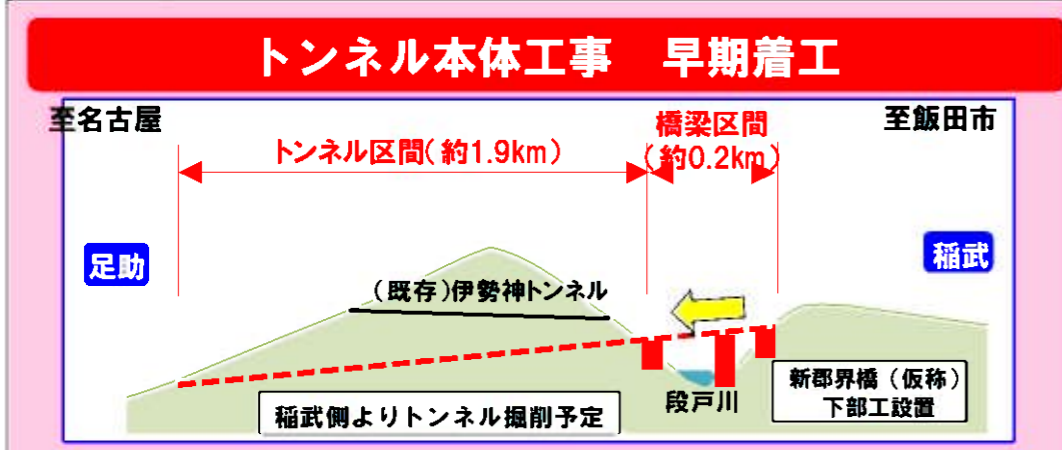 トンネル本体工事　早期着工
至名古屋
橋梁区間
至飯田市
トンネル区間(約1.9km)
(約0.2km)
足助
稲武
(既存)伊勢神トンネル
新郡界橋(仮称)
下部工設置
段戸川
稲武側よりトンネル掘削予定